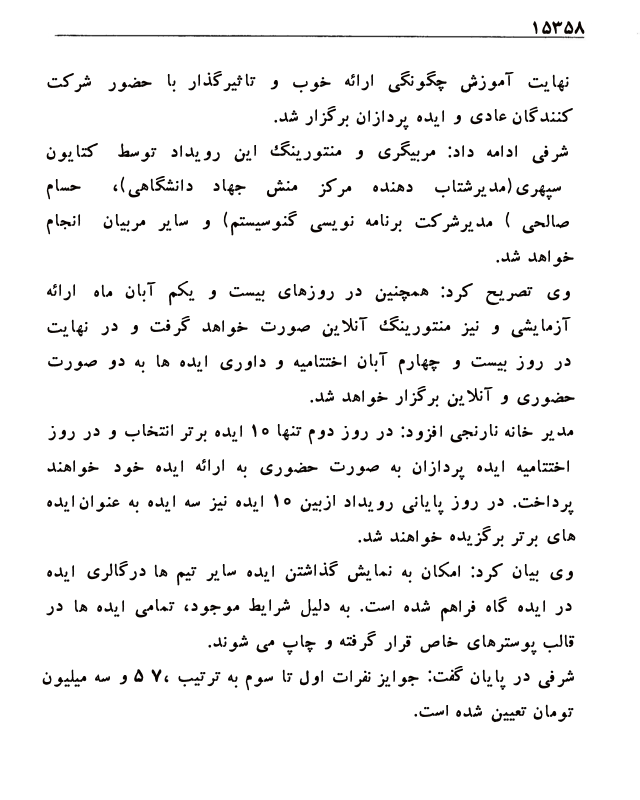 ۱۵۳۵۸
نهایت آموزش چگونگی ارائه خوب و تاثیرگذار با حضور شرکت
کنندگان عادی و ایده پردازان برگزار شد.
شرفی ادامه داد: مربیگری و منتورینگ این رویداد توسط کتایون
سپهری(مدیرشتاب دهنده مرکز منش جهاد دانشگاهی)، حسام
صالحی ) مدیرشرکت برنامه نویسی گنوسیستم) و سایر مربیان انجام
خواهد شد.
وی تصریح کرد: همچنین در روزهای بیست و یکم آبان ماه ارائه
آزمایشی و نیز منتورینگ آنلاین صورت خواهد گرفت و در نهایت
در روز بیست و چهارم آبان اختتامیه و داوری ایده ها به دو صورت
حضوری و آنلاین برگزار خواهد شد.
مدیر خانه نارنجی افزود: در روز دوم تنها ۱۰ ایده برتر انتخاب و در روز
اختتامیه ایده پردازان به صورت حضوری به ارائه ایده خود خواهند
پرداخت. در روز پایانی رویداد ازبین ۱۰ ایده نیز سه ایده به عنوان ایده
های برتر برگزیده خواهند شد.
وی بیان کرد: امکان به نمایش گذاشتن ایده سایر تیم ها درگالری ایده
در ایده گاه فراهم شده است. به دلیل شرایط موجود، تمامی ایده ها در
قالب پوسترهای خاص قرار گرفته و چاپ می شوند.
شرفی در پایان گفت: جوایز نفرات اول تا سوم به ترتیب ،۷ ۵ و سه میلیون
تومان تعیین شده است.